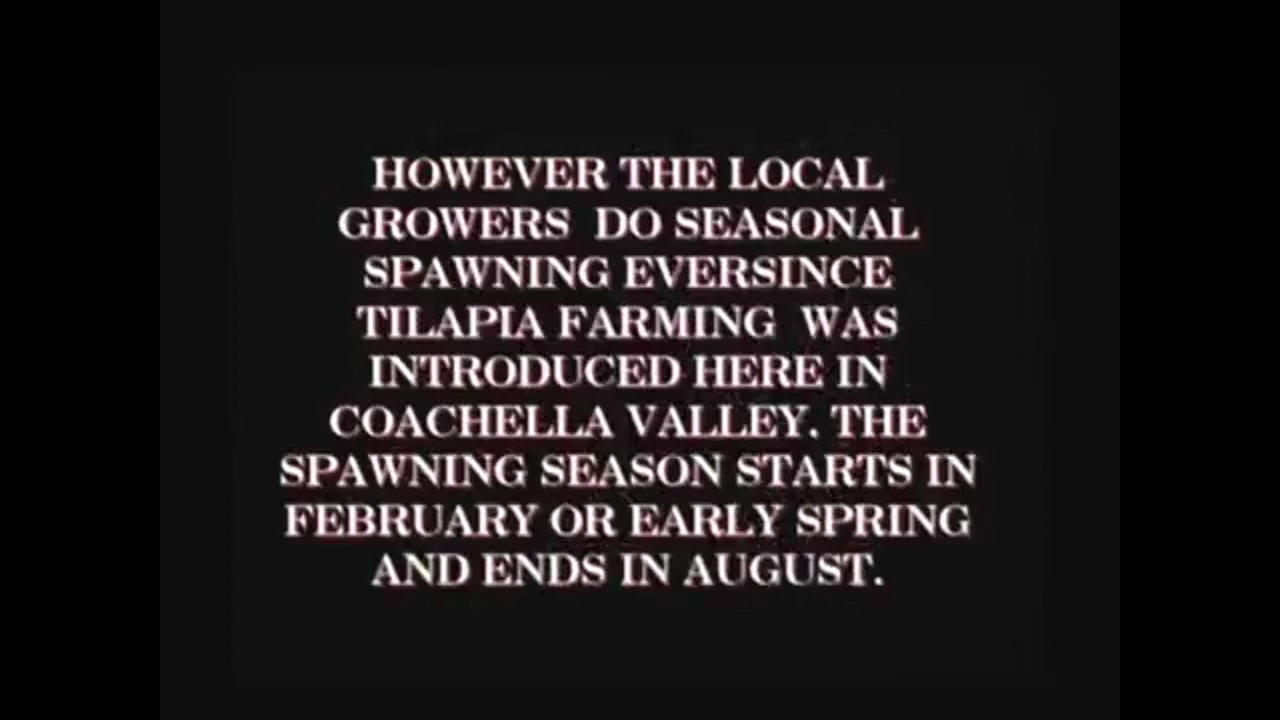 HOWEVER THE LOCAL
GROWERS  DO SEASONAL
SPAWNING EVERSINCE
TILAPIA FARMING  WAS
INTRODUCED HERE IN
COACHELLA VALLEY. THE
SPAWNING SEASON STARTS IN
FEBRUARY OR EARLY SPRING
AND ENDS IN AUGUST.